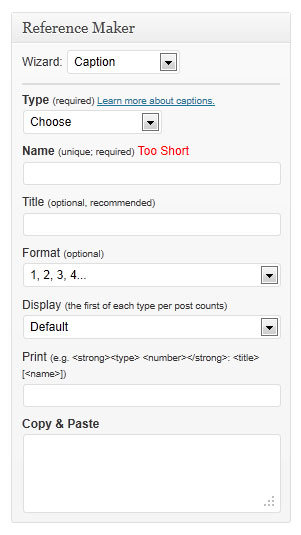 Reference Maker
Wizard: Caption
Type (required) Learn more about captions.
Choose
Name (unique; required) Too Short
Title (optional, recommended)
Format (optional)
1, 2, 3, 4...
Display (the first of each type per post counts)
Default
Print (e.g. <strong><type> <number></strong>: <title>
[<name>])
Copy & Paste